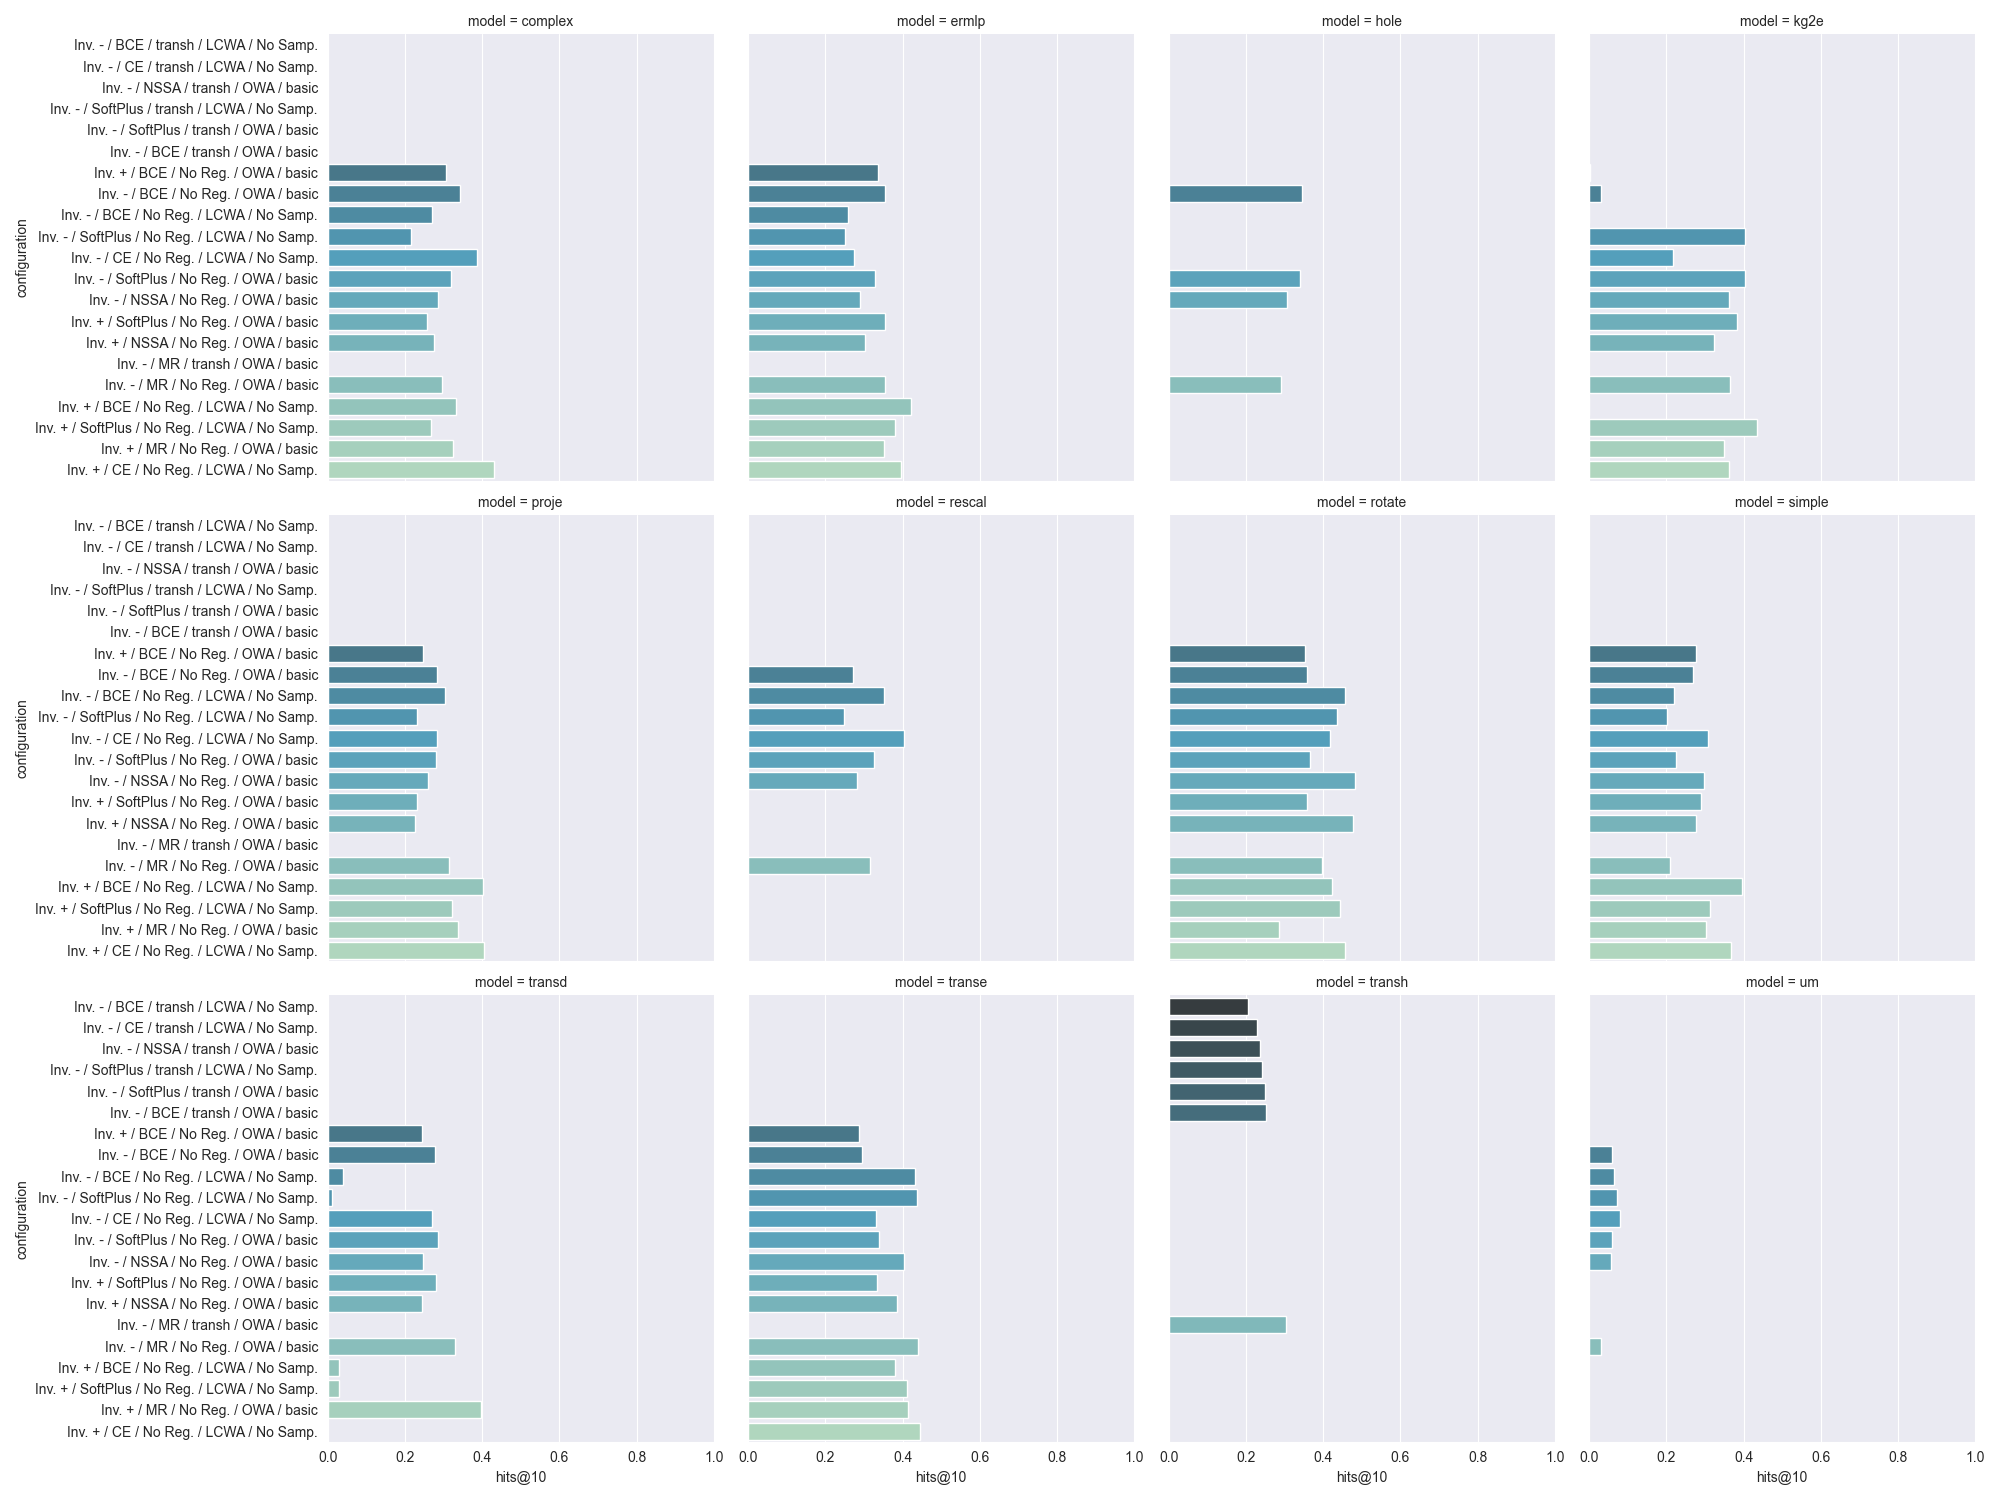 model = complex
model = ermlp
model = hole
model = kg2e
configuration
Inv. - / BCE / transh / LCWA / No Samp.
Inv. - / CE / transh / LCWA / No Samp.
Inv. - / NSSA / transh / OWA / basic
Inv. - / SoftPlus / transh / LCWA / No Samp.
Inv. - / SoftPlus / transh / OWA / basic
Inv. - / BCE / transh / OWA / basic
Inv. + / BCE / No Reg. / OWA / basic
Inv. - / BCE / No Reg. / OWA / basic
Inv. - / BCE / No Reg. / LCWA / No Samp.
Inv. - / SoftPlus / No Reg. / LCWA / No Samp.
Inv. - / CE / No Reg. / LCWA / No Samp.
Inv. - / SoftPlus / No Reg. / OWA / basic
Inv. - / NSSA / No Reg. / OWA / basic
Inv. + / SoftPlus / No Reg. / OWA / basic
Inv. + / NSSA / No Reg. / OWA / basic
Inv. - / MR / transh / OWA / basic
Inv. - / MR / No Reg. / OWA / basic
Inv. + / BCE / No Reg. / LCWA / No Samp.
Inv. + / SoftPlus / No Reg. / LCWA / No Samp.
Inv. + / MR / No Reg. / OWA / basic
Inv. + / CE / No Reg. / LCWA / No Samp.
model = proje
model = rescal
model = rotate
model = simple
configuration
Inv. - / BCE / transh / LCWA / No Samp.
Inv. - / CE / transh / LCWA / No Samp.
Inv. - / NSSA / transh / OWA / basic
Inv. - / SoftPlus / transh / LCWA / No Samp.
Inv. - / SoftPlus / transh / OWA / basic
Inv. - / BCE / transh / OWA / basic
Inv. + / BCE / No Reg. / OWA / basic
Inv. - / BCE / No Reg. / OWA / basic
Inv. - / BCE / No Reg. / LCWA / No Samp.
Inv. - / SoftPlus / No Reg. / LCWA / No Samp.
Inv. - / CE / No Reg. / LCWA / No Samp.
Inv. - / SoftPlus / No Reg. / OWA / basic
Inv. - / NSSA / No Reg. / OWA / basic
Inv. + / SoftPlus / No Reg. / OWA / basic
Inv. + / NSSA / No Reg. / OWA / basic
Inv. - / MR / transh / OWA / basic
Inv. - / MR / No Reg. / OWA / basic
Inv. + / BCE / No Reg. / LCWA / No Samp.
Inv. + / SoftPlus / No Reg. / LCWA / No Samp.
Inv. + / MR / No Reg. / OWA / basic
Inv. + / CE / No Reg. / LCWA / No Samp.
model = transd
model = transe
model = transh
model = um
configuration
Inv. - / BCE / transh / LCWA / No Samp.
Inv. - / CE / transh / LCWA / No Samp.
Inv. - / NSSA / transh / OWA / basic
Inv. - / SoftPlus / transh / LCWA / No Samp.
Inv. - / SoftPlus / transh / OWA / basic
Inv. - / BCE / transh / OWA / basic
Inv. + / BCE / No Reg. / OWA / basic
Inv. - / BCE / No Reg. / OWA / basic
Inv. - / BCE / No Reg. / LCWA / No Samp.
Inv. - / SoftPlus / No Reg. / LCWA / No Samp.
Inv. - / CE / No Reg. / LCWA / No Samp.
Inv. - / SoftPlus / No Reg. / OWA / basic
Inv. - / NSSA / No Reg. / OWA / basic
Inv. + / SoftPlus / No Reg. / OWA / basic
Inv. + / NSSA / No Reg. / OWA / basic
Inv. - / MR / transh / OWA / basic
Inv. - / MR / No Reg. / OWA / basic
Inv. + / BCE / No Reg. / LCWA / No Samp.
Inv. + / SoftPlus / No Reg. / LCWA / No Samp.
Inv. + / MR / No Reg. / OWA / basic
Inv. + / CE / No Reg. / LCWA / No Samp.
0.0 0.2 0.4 0.6 0.8 1.0
hits@10
0.0 0.2 0.4 0.6 0.8 1.0
hits@10
0.0 0.2 0.4 0.6 0.8 1.0
hits@10
0.0 0.2 0.4 0.6 0.8 1.0
hits@10